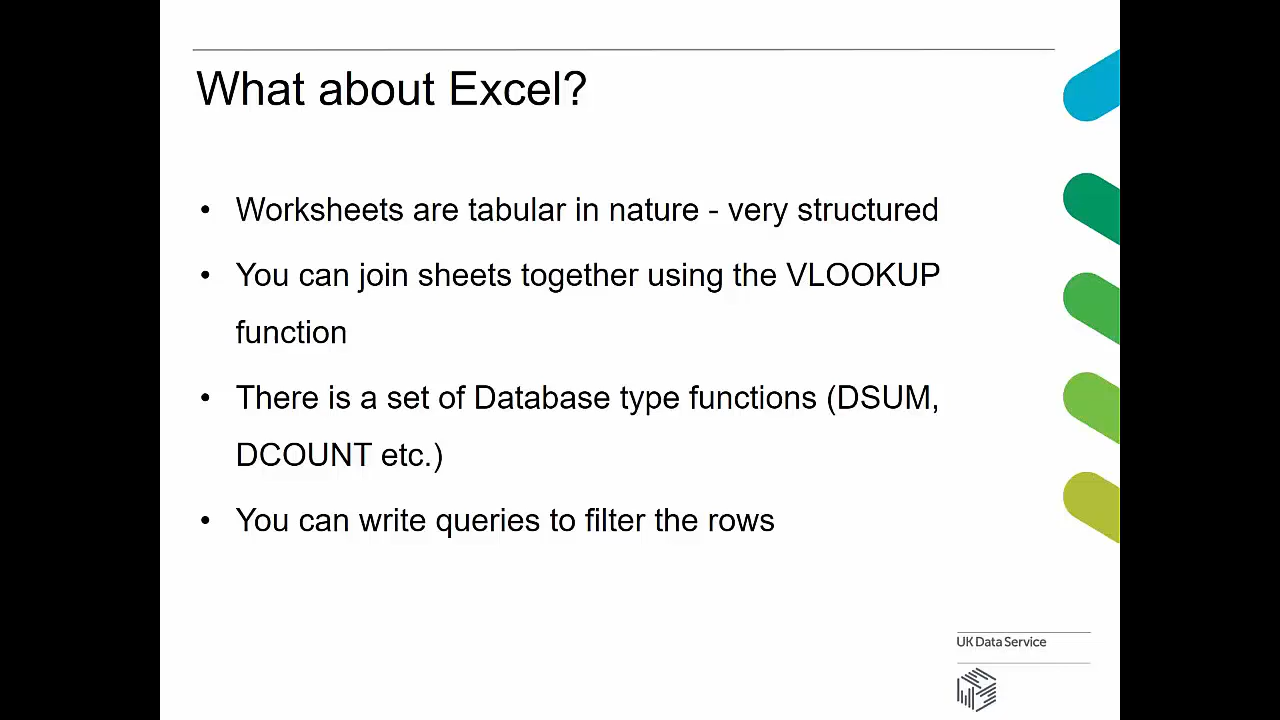 What about Excel?
• Worksheets are tabular in nature - very structured
• You can join sheets together using the VLOOKUP
function
• There is a set of Database type functions (DSUM,
DCOUNT etc.)
• You can write queries to filter the rows
UK Data Service